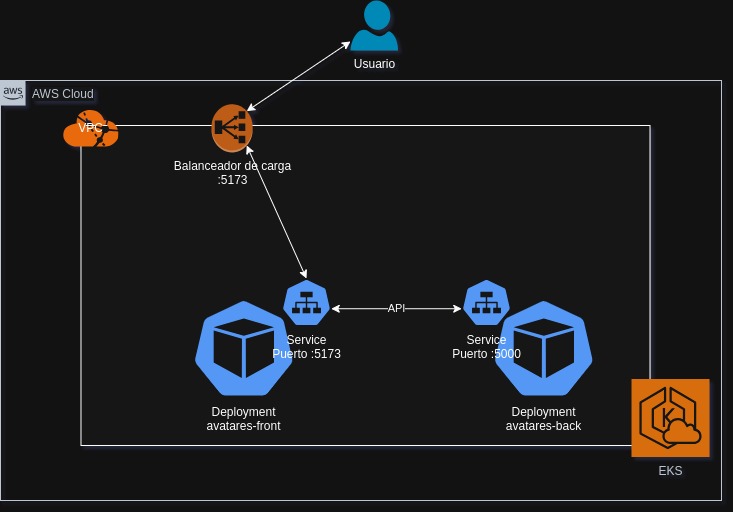 Usuario
aws
AWS Cloud
VPC
Balanceador de carga
:5173
API
Service
Puerto :5173
Service
Puerto :5000
Deployment
avatares-front
Deployment
avatares-back
K
EKS